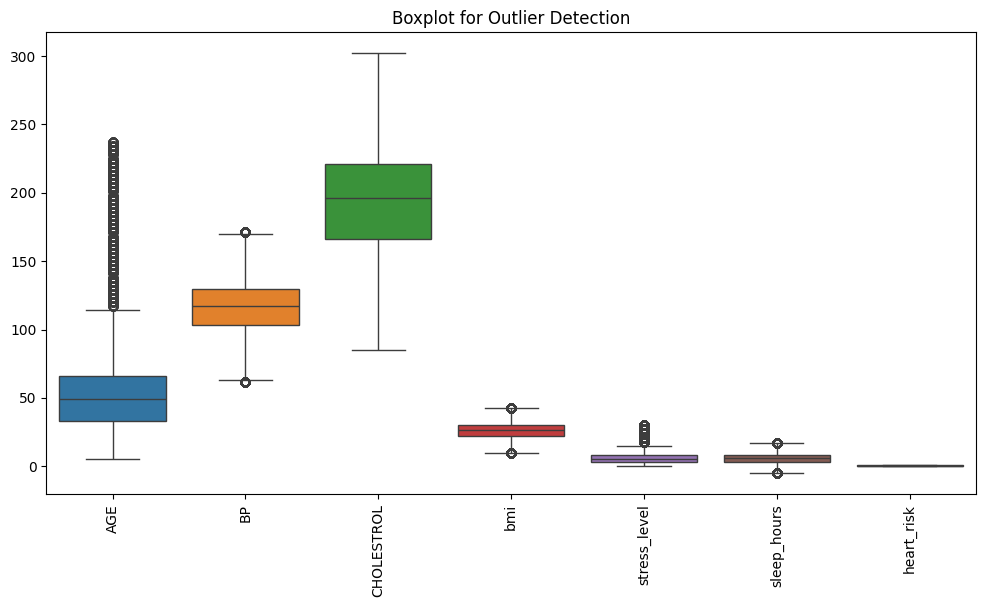 Boxplot for Outlier Detection
300
250
200
150
100
50
0
AGE
BP
CHOLESTROL
bmi
stress_level
sleep_hours
heart_risk